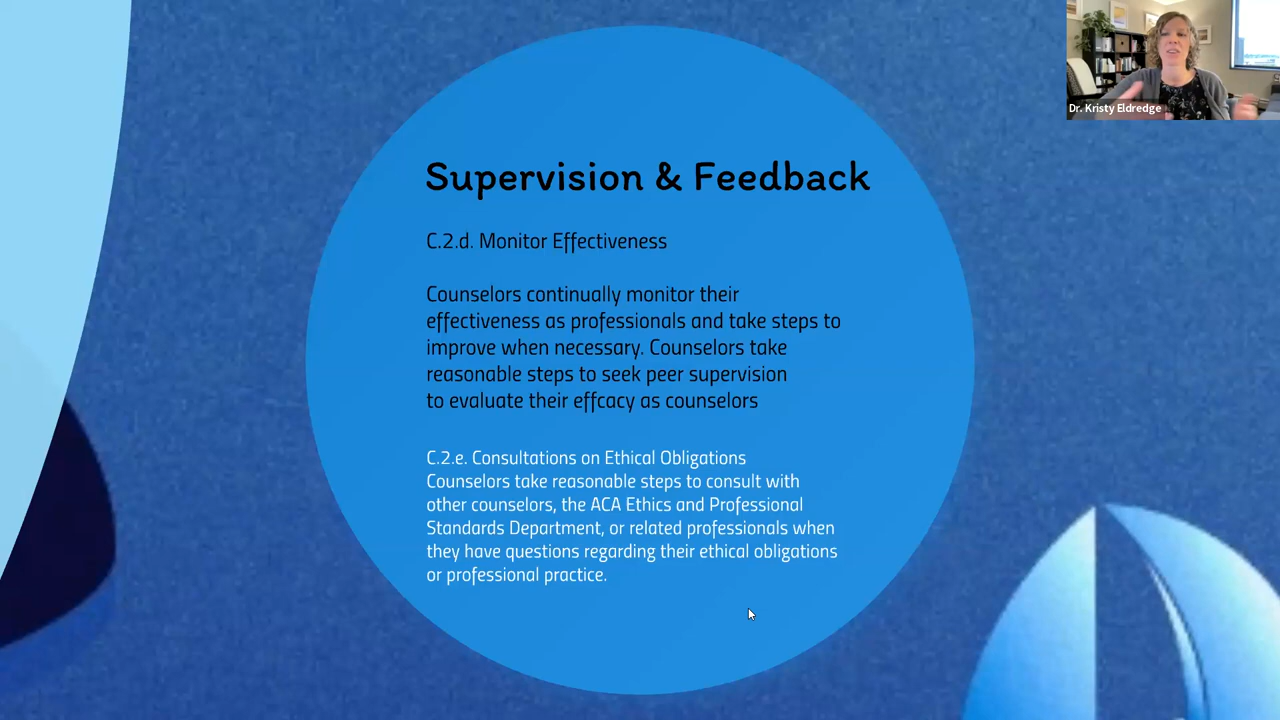 Dr. Kristy Eldredge
Supervision & Feedback
C.2.d. Monitor Effectiveness
Counselors continually monitor their
effectiveness as professionals and take steps to
improve when necessary. Counselors take
reasonable steps to seek peer supervision
to evaluate their effcacy as counselors
C.2.e. Consultations on Ethical Obligations
Counselors take reasonable steps to consult with
other counselors, the ACA Ethics and Professional
Standards Department, or related professionals when
they have questions regarding their ethical obligations
or professional practice.